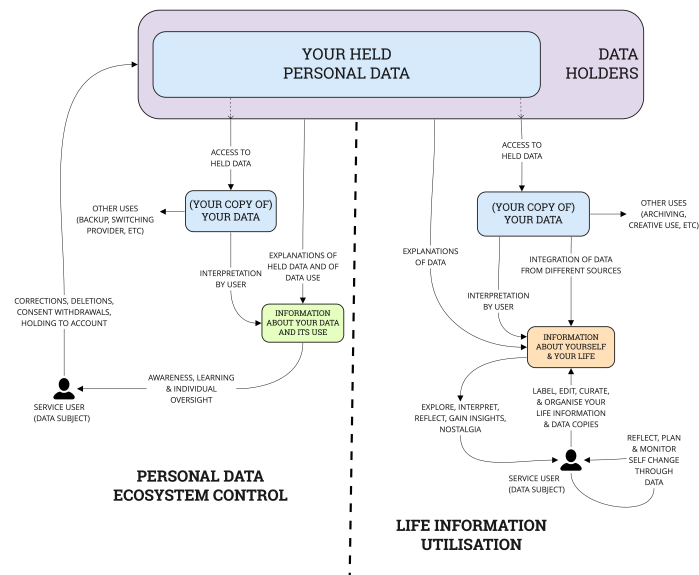 YOUR HELD
PERSONAL DATA
DATA
HOLDERS
ACCESS TO
HELD DATA
(YOUR COPY OF)
YOUR DATA
OTHER USES
(BACKUP, SWITCHING
PROVIDER, ETC)
INTERPRETATION
BY USER
EXPLANATIONS OF
HELD DATA AND OF
DATA USE
INFORMATION
ABOUT YOUR DATA
AND ITS USE
CORRECTIONS, DELETIONS,
CONSENT WITHDRAWALS,
HOLDING TO ACCOUNT
AWARENESS, LEARNING
& INDIVIDUAL
OVERSIGHT
SERVICE USER
(DATA SUBJECT)
PERSONAL DATA
ECOSYSTEM CONTROL
ACCESS TO
HELD DATA
(YOUR COPY OF)
YOUR DATA
OTHER USES
(ARCHIVING,
CREATIVE USE, ETC)
EXPLANATIONS
OF DATA
INTEGRATION OF DATA
FROM DIFFERENT SOURCES
INTERPRETATION
BY USER
INFORMATION
ABOUT YOURSELF
& YOUR LIFE
EXPLORE, INTERPRET,
REFLECT, GAIN INSIGHTS,
NOSTALGIA
LABEL, EDIT, CURATE,
& ORGANISE YOUR
LIFE INFORMATION
& DATA COPIES
REFLECT, PLAN
& MONITOR
SELF CHANGE
THROUGH
DATA
SERVICE USER
(DATA SUBJECT)
LIFE INFORMATION
UTILISATION